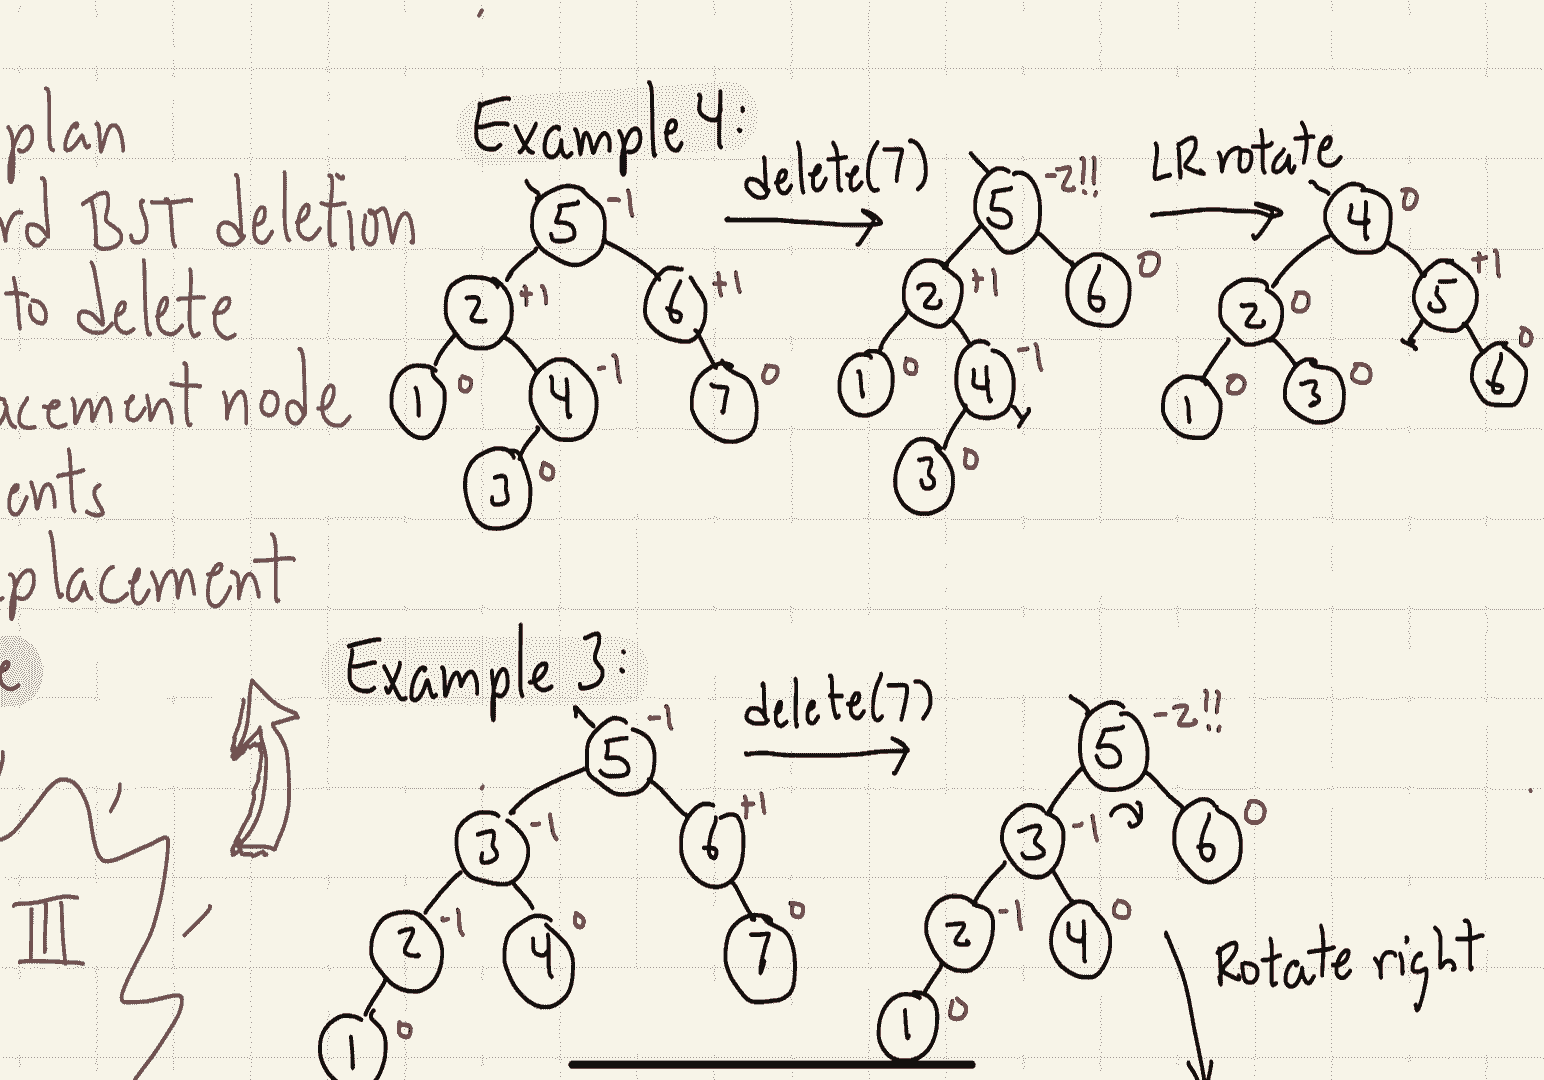 plan
rd BST deletion
to delete
acement node
ents
placement
e
III
Example 4:
5 -1
2 +1 6 +1
1 0 4 -1 7 0
3 0
delete(7)
5 -2!!
2 +1 6 0
1 0 4 -1
3 0
LR rotate
4 0
2 0 5 +1
1 0 3 0 6 0
Example 3:
5 -1
3 -1 6 +1
2 -1 4 0 7 0
1 0
delete(7)
5 -2!!
3 -1 6 0
2 -1 4 0
1 0
Rotate right